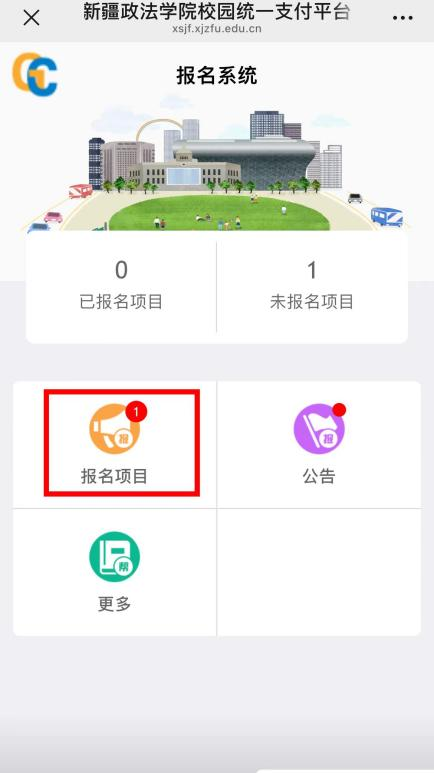 新疆政法学院校园统一支付平台
xsjf.xjzfu.edu.cn
报名系统
0
1
已报名项目
未报名项目
1
报
报
报名项目
公告
帮
更多